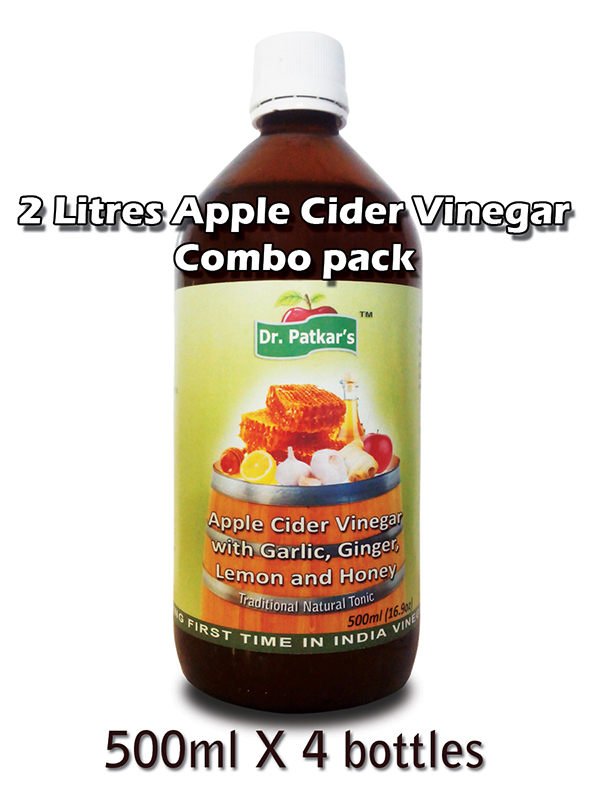 2 Litres Apple Cider Vinegar
Combo pack
Dr. Patkar's TM
Apple Cider Vinegar
with Garlic, Ginger,
Lemon and Honey
Traditional Natural Tonic
500ml (16.9oz)
FIRST TIME IN INDIA
500ml X 4 bottles